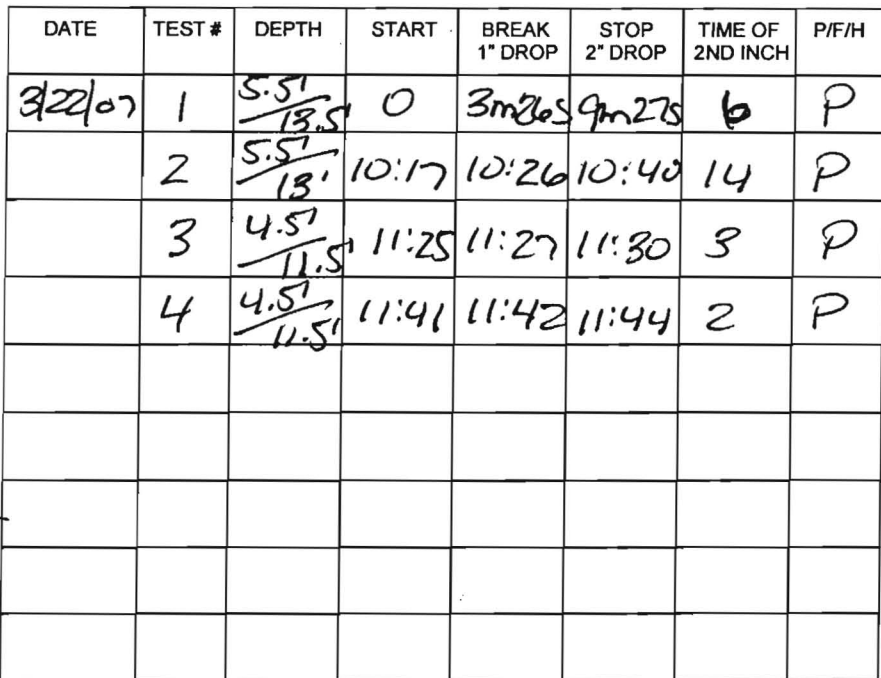 DATE TEST # DEPTH START BREAK 1" DROP STOP 2" DROP TIME OF 2ND INCH P/F/H
3/22/07 1 5.5'/13.5' 0 3m26s 9m27s 6 P
2 5.5'/13' 10:17 10:26 10:40 14 P
3 4.5'/11.5' 11:25 11:27 11:30 3 P
4 4.5'/11.5' 11:41 11:42 11:44 2 P